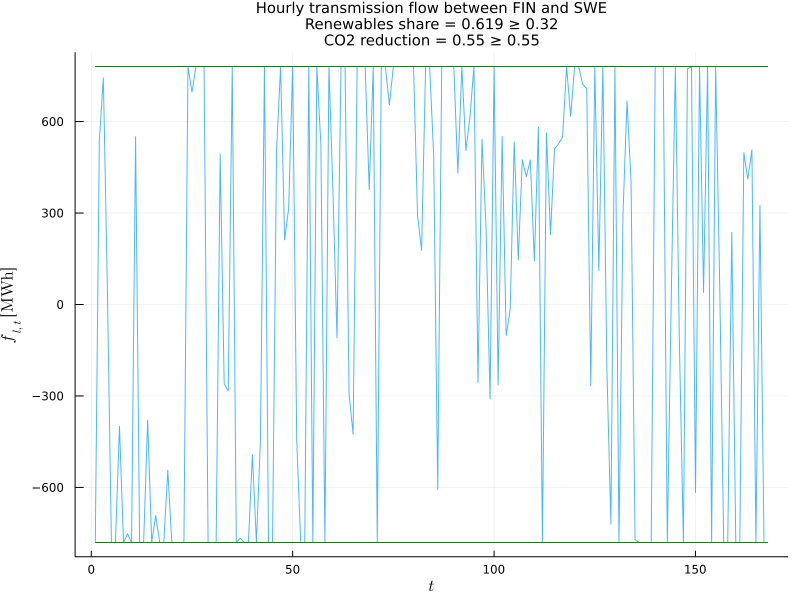 Hourly transmission flow between FIN and SWE
Renewables share = 0.619 ≥ 0.32
CO2 reduction = 0.55 ≥ 0.55
600
300
0
−300
−600
f l,t [MWh]
0 50 100 150
t